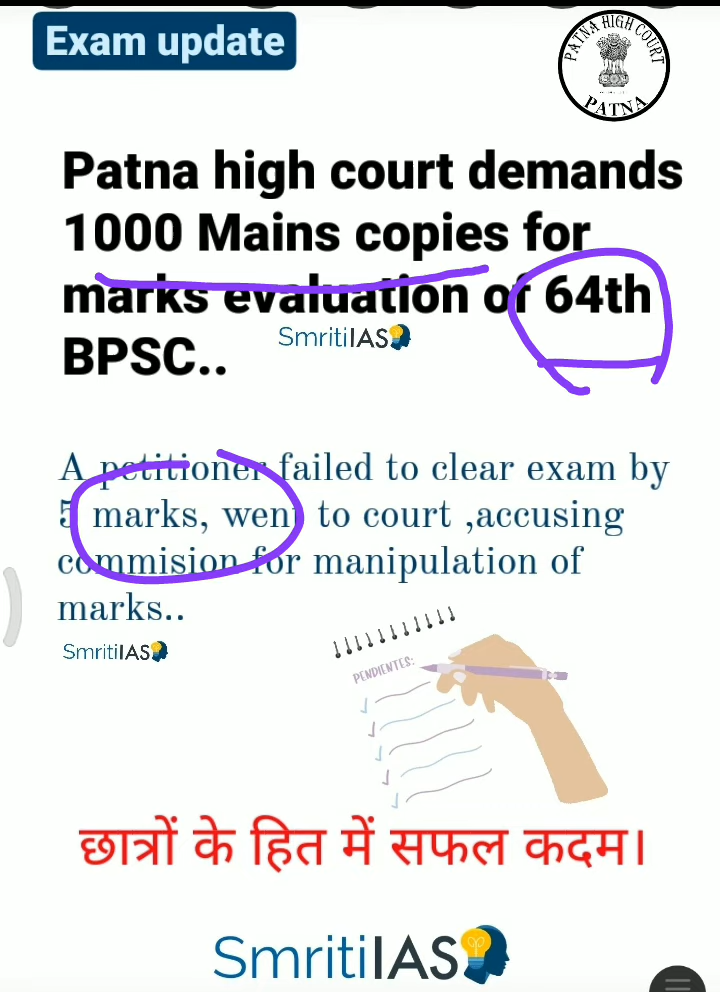 Exam update
PATNA HIGH COURT
PATNA
Patna high court demands
1000 Mains copies for
marks evaluation of 64th
SmritiIAS
BPSC..
A petitioner failed to clear exam by
5 marks, went to court ,accusing
commision for manipulation of
marks..
SmritiIAS
PENDIENTES:
छात्रों के हित में सफल कदम।
SmritiIAS